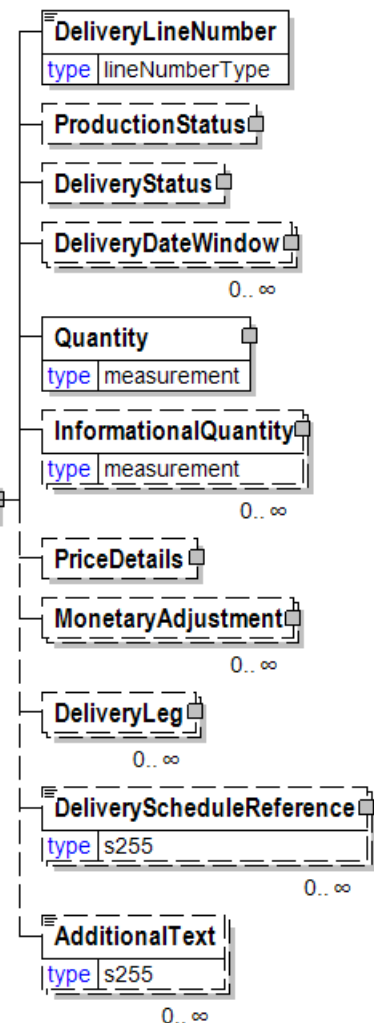 DeliveryLineNumber
type lineNumberType
ProductionStatus
DeliveryStatus
DeliveryDateWindow
0.. ∞
Quantity
type measurement
InformationalQuantity
type measurement
0.. ∞
PriceDetails
MonetaryAdjustment
0.. ∞
DeliveryLeg
0.. ∞
DeliveryScheduleReference
type s255
0.. ∞
AdditionalText
type s255
0.. ∞